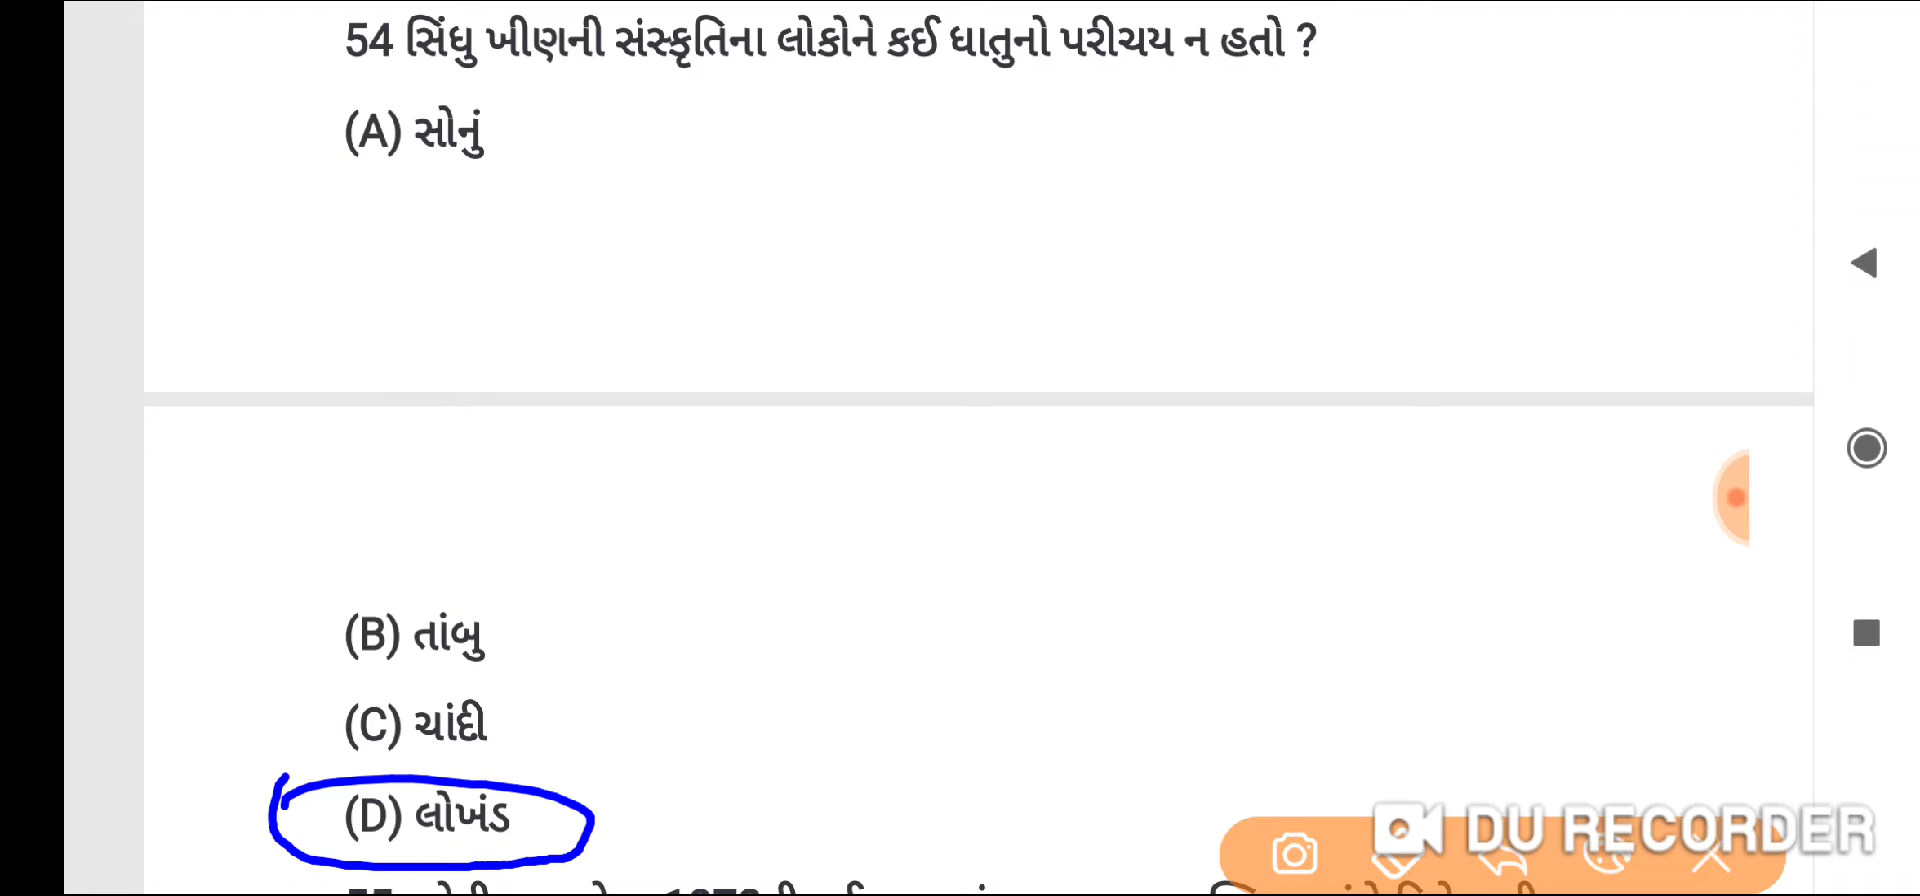 54 સિંધુ ખીણની સંસ્કૃતિના લોકોને કઈ ધાતુનો પરીચય ન હતો ?
(A) સોનું
(B) તાંબુ
(C) ચાંદી
(D) લોખંડ
DU RECORDER